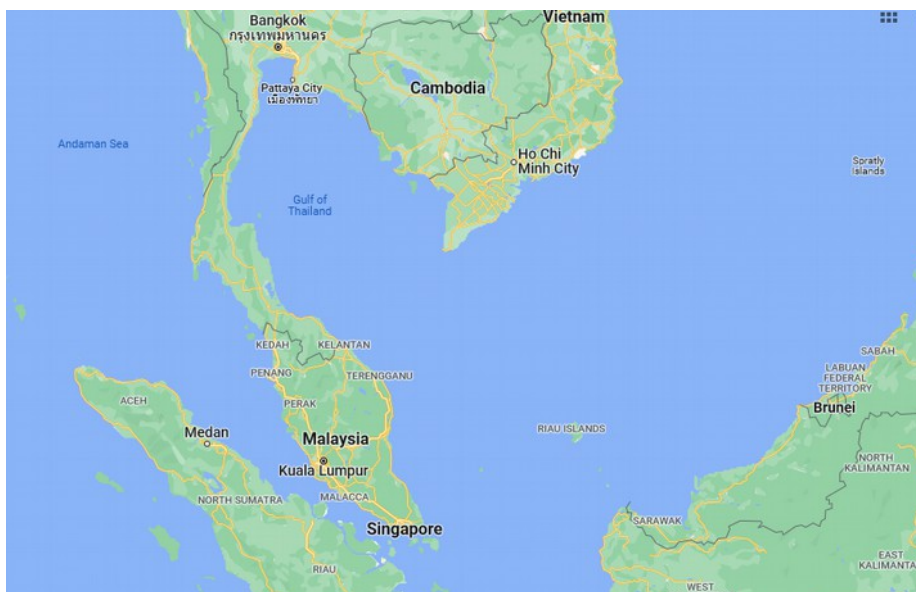 Vietnam
Bangkok
กรุงเทพมหานคร
Pattaya City
เมืองพัทยา
Cambodia
Andaman Sea
Ho Chi
Minh City
Spratly
Islands
Gulf of
Thailand
KEDAH
KELANTAN
SABAH
PENANG
TERENGGANU
LABUAN
FEDERAL
TERRITORY
ACEH
PERAK
Brunei
Medan
Malaysia
RIAU ISLANDS
Kuala Lumpur
NORTH
KALIMANTAN
NORTH SUMATRA
MALACCA
Singapore
SARAWAK
RIAU
EAST
KALIMANTA
WEST